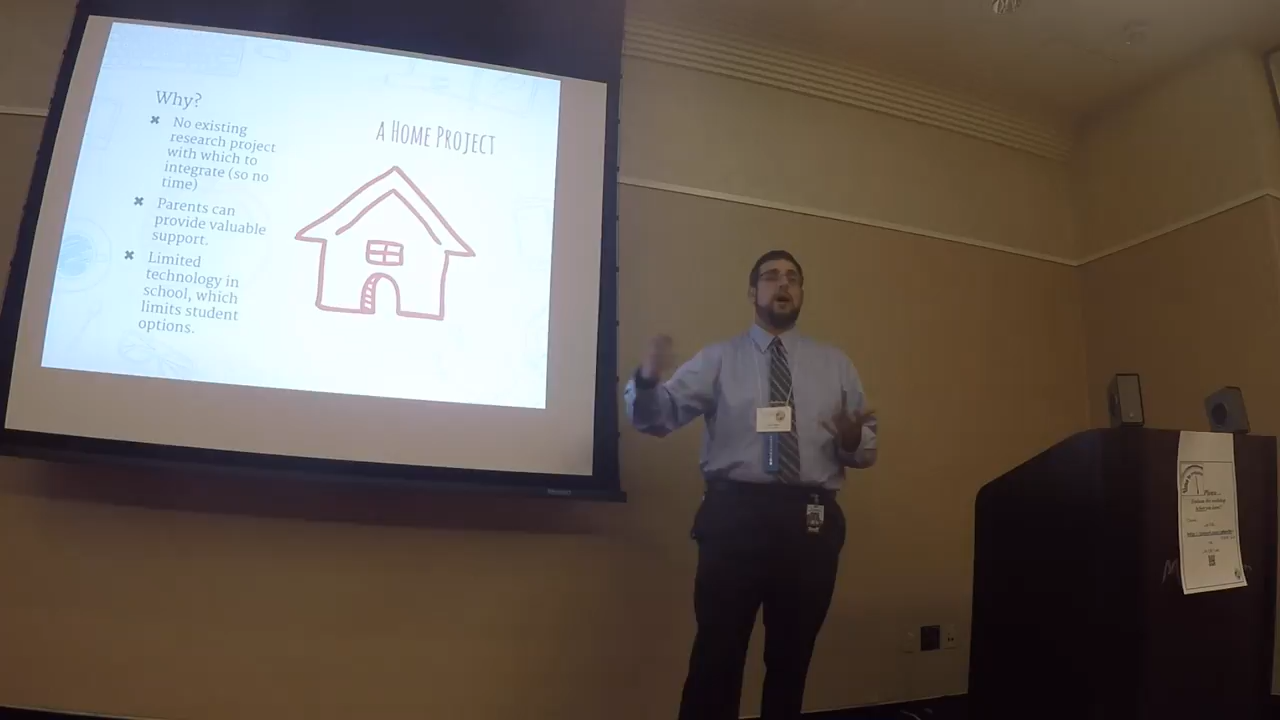 Why?
No existing
research project
with which to
integrate (so no
time)
Parents can
provide valuable
support.
Limited
technology in
school, which
limits student
options.
a Home Project
Please